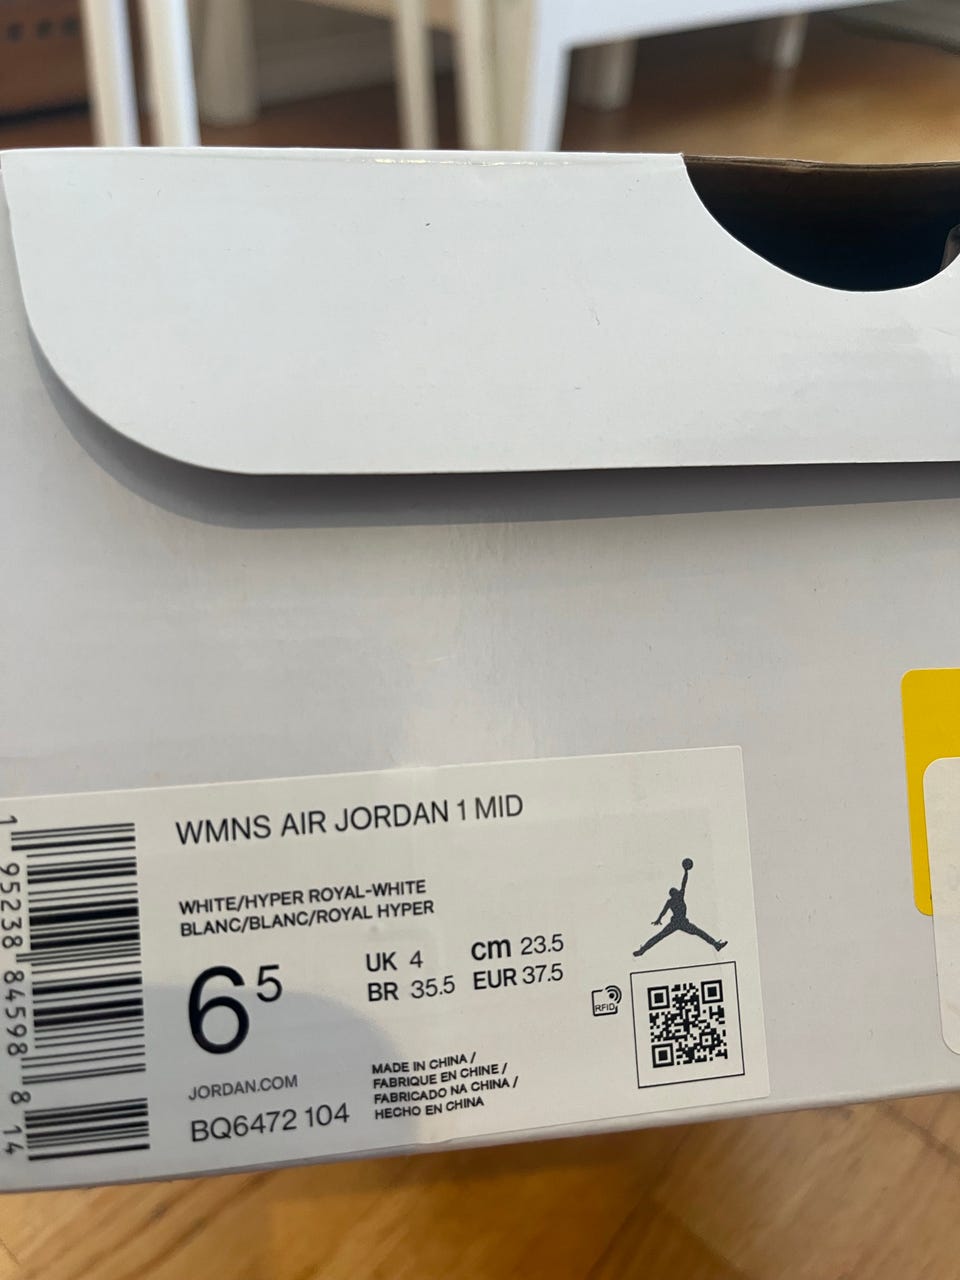 WMNS AIR JORDAN 1 MID
WHITE/HYPER ROYAL-WHITE
BLANC/BLANC/ROYAL HYPER
6 5
UK 4
BR 35.5
cm 23.5
EUR 37.5
RFID
JORDAN.COM
BQ6472 104
MADE IN CHINA /
FABRIQUE EN CHINE /
FABRICADO NA CHINA /
HECHO EN CHINA
1 95238 84598 8 14